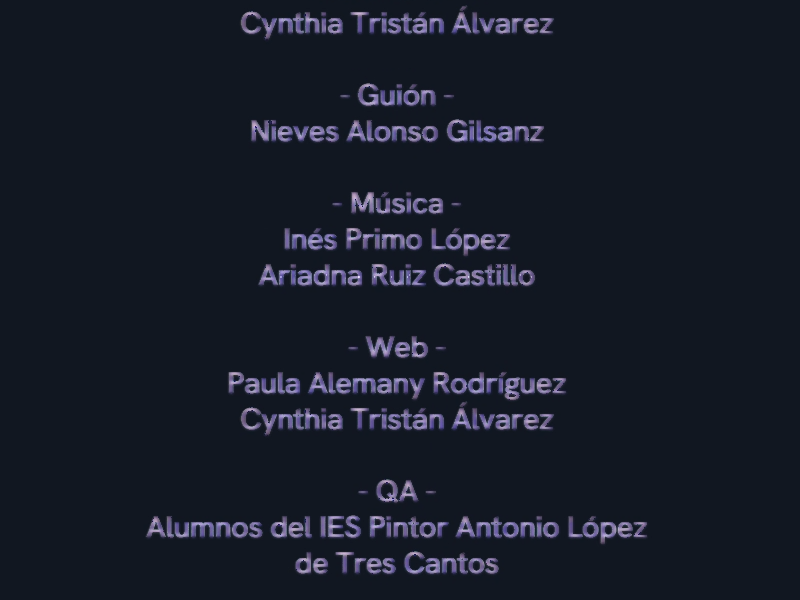 Cynthia Tristán Álvarez
- Guión -
Nieves Alonso Gilsanz
- Música -
Inés Primo López
Ariadna Ruiz Castillo
- Web -
Paula Alemany Rodríguez
Cynthia Tristán Álvarez
- QA -
Alumnos del IES Pintor Antonio López
de Tres Cantos